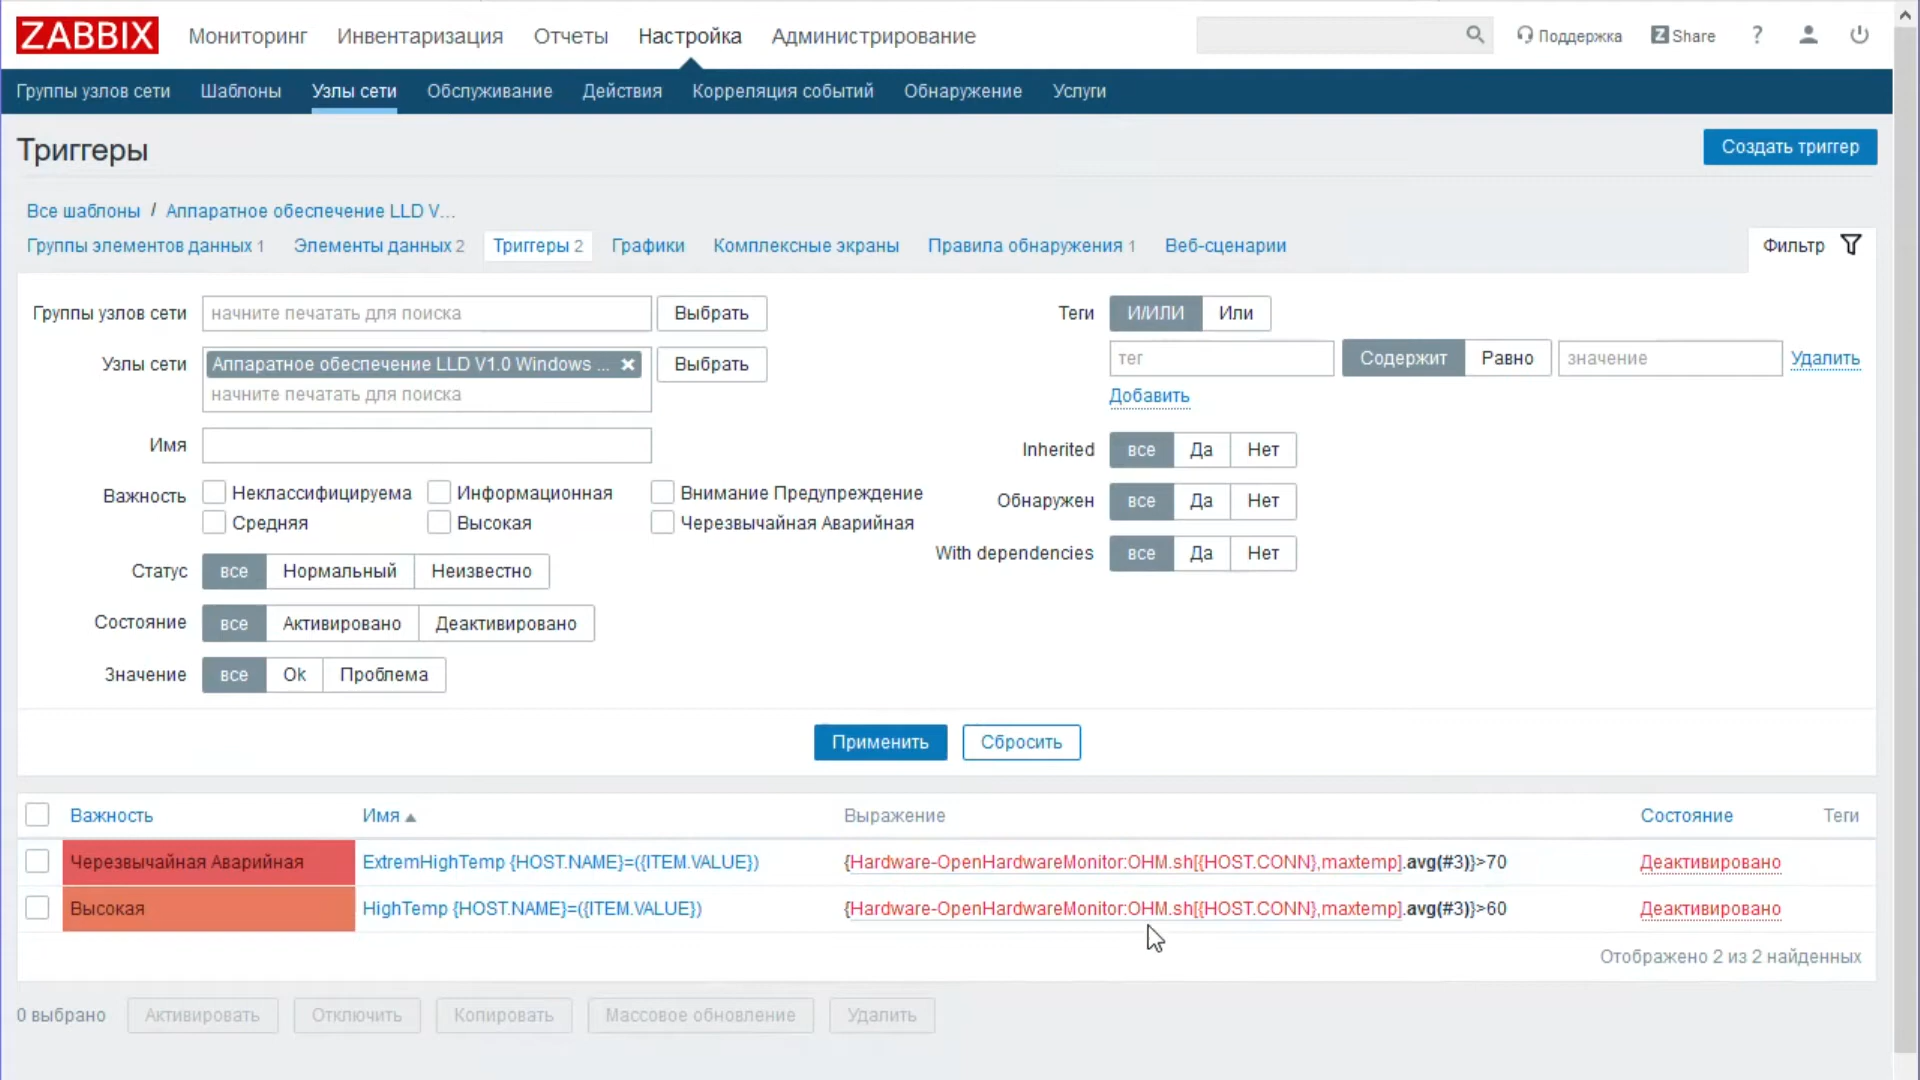 ZABBIX Мониторинг Инвентаризация Отчеты Настройка Администрирование Поддержка Z Share ?
Группы узлов сети Шаблоны Узлы сети Обслуживание Действия Корреляция событий Обнаружение Услуги
Триггеры Создать триггер
Все шаблоны / Аппаратное обеспечение LLD V...
Группы элементов данных 1 Элементы данных 2 Триггеры 2 Графики Комплексные экраны Правила обнаружения 1 Веб-сценарии Фильтр
Группы узлов сети начните печатать для поиска Выбрать Теги И/ИЛИ Или
Узлы сети Аппаратное обеспечение LLD V1.0 Windows ... Выбрать тег Содержит Равно значение Удалить
начните печатать для поиска Добавить
Имя Inherited все Да Нет
Важность Неклассифицируема Информационная Внимание Предупреждение Обнаружен все Да Нет
Средняя Высокая Черезвычайная Аварийная
With dependencies все Да Нет
Статус все Нормальный Неизвестно
Состояние все Активировано Деактивировано
Значение все Ok Проблема
Применить Сбросить
Важность Имя ▲ Выражение Состояние Теги
Черезвычайная Аварийная ExtremHighTemp {HOST.NAME}=({ITEM.VALUE}) {Hardware-OpenHardwareMonitor:OHM.sh[{HOST.CONN},maxtemp].avg(#3)}>70 Деактивировано
Высокая HighTemp {HOST.NAME}=({ITEM.VALUE}) {Hardware-OpenHardwareMonitor:OHM.sh[{HOST.CONN},maxtemp].avg(#3)}>60 Деактивировано
Отображено 2 из 2 найденных
0 выбрано Активировать Отключить Копировать Массовое обновление Удалить